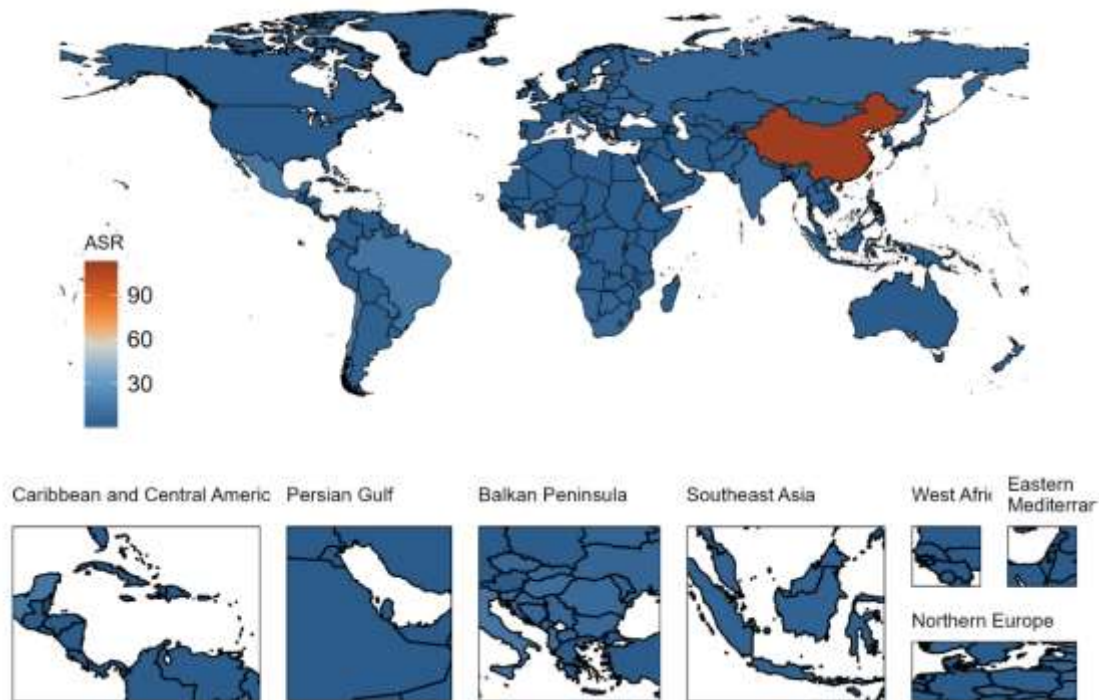 ASR
90
60
30
Caribbean and Central Americ
Persian Gulf
Balkan Peninsula
Southeast Asia
West Afri
Eastern
Mediterrar
Northern Europe